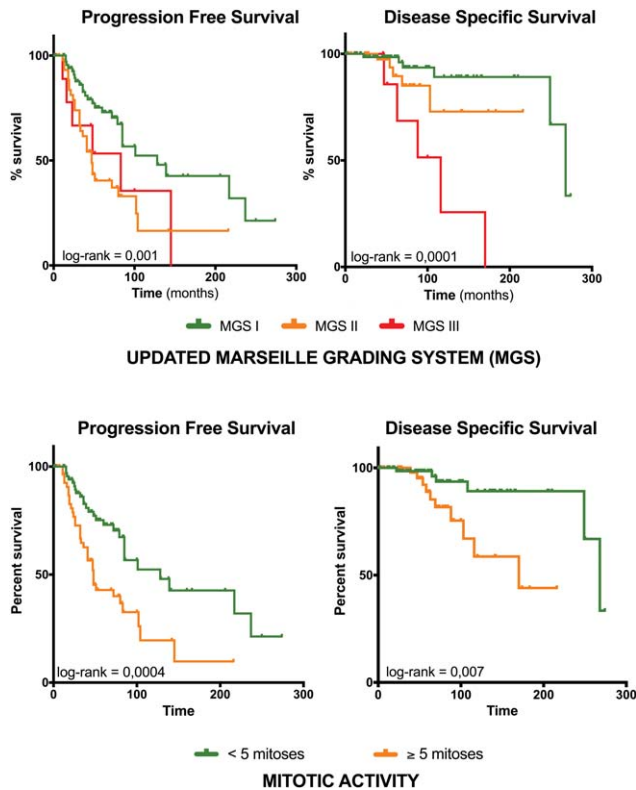 Progression Free Survival
Disease Specific Survival
100
50
0
% survival
log-rank = 0,001
0 100 200 300
Time (months)
100
50
0
% survival
log-rank = 0,0001
0 100 200 300
Time (months)
MGS I MGS II MGS III
UPDATED MARSEILLE GRADING SYSTEM (MGS)
Progression Free Survival
Disease Specific Survival
100
50
0
Percent survival
log-rank = 0,0004
0 100 200 300
Time
100
50
0
Percent survival
log-rank = 0,007
0 100 200 300
Time
< 5 mitoses ≥ 5 mitoses
MITOTIC ACTIVITY